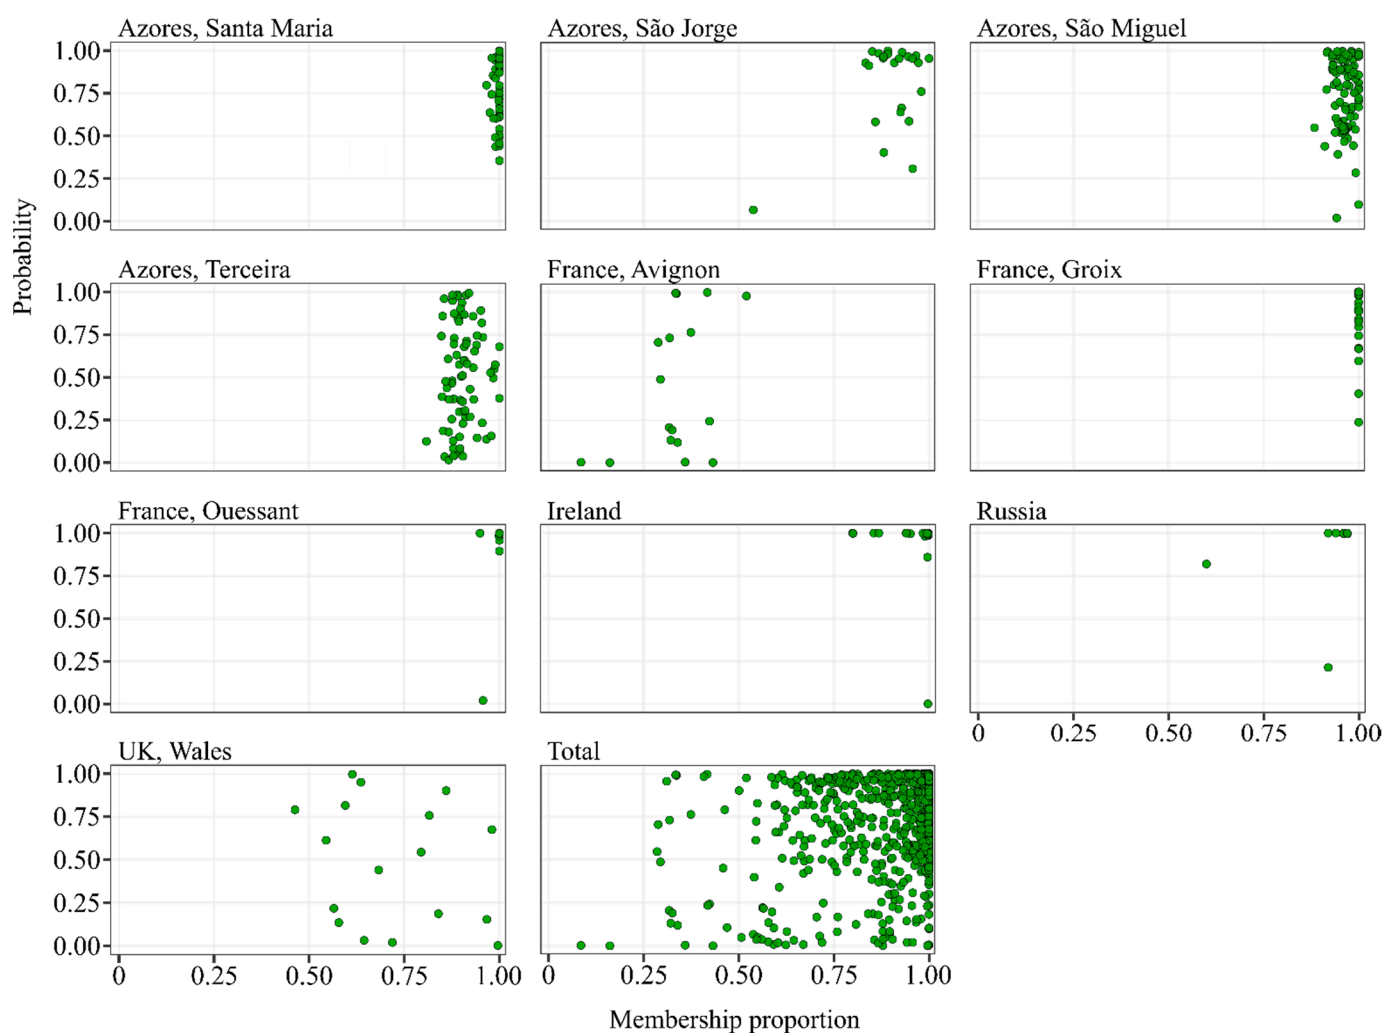 Azores, Santa Maria
Azores, São Jorge
Azores, São Miguel
1.00
0.75
0.50
0.25
0.00
Probability
Azores, Terceira
France, Avignon
France, Groix
1.00
0.75
0.50
0.25
0.00
France, Ouessant
Ireland
Russia
1.00
0.75
0.50
0.25
0.00
0 0.25 0.50 0.75 1.00
UK, Wales
Total
1.00
0.75
0.50
0.25
0.00
0 0.25 0.50 0.75 1.00
0 0.25 0.50 0.75 1.00
Membership proportion